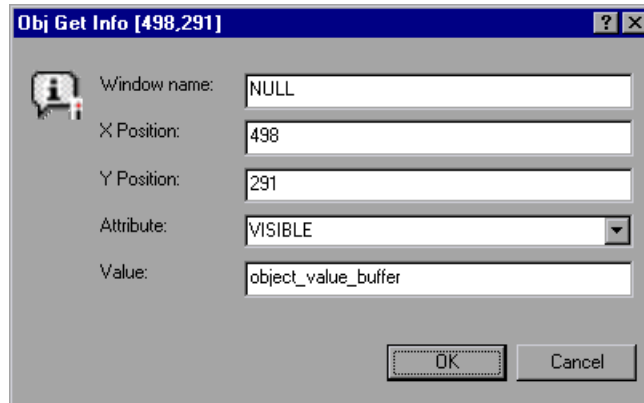 Obj Get Info [498,291]
Window name: NULL
X Position: 498
Y Position: 291
Attribute: VISIBLE
Value: object_value_buffer
OK Cancel